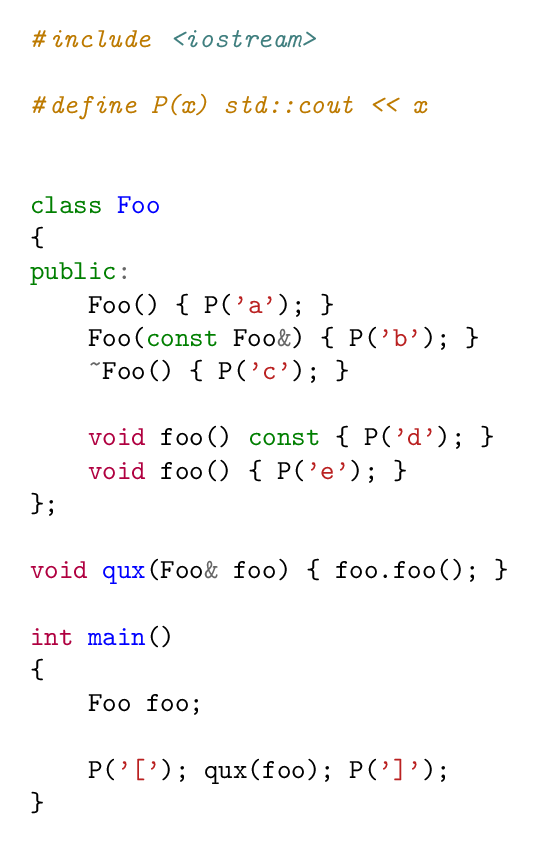 #include <iostream>

#define P(x) std::cout << x


class Foo
{
public:
    Foo() { P('a'); }
    Foo(const Foo&) { P('b'); }
    ~Foo() { P('c'); }

    void foo() const { P('d'); }
    void foo() { P('e'); }
};

void qux(Foo& foo) { foo.foo(); }

int main()
{
    Foo foo;

    P('['); qux(foo); P(']');
}